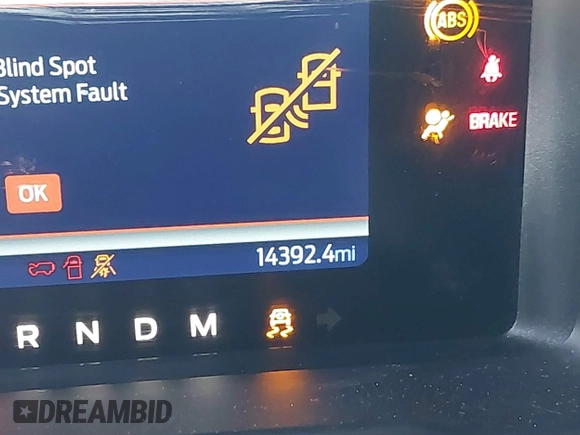 ABS
Blind Spot
System Fault
BRAKE
OK
14392.4mi
R N D M
DREAMBID